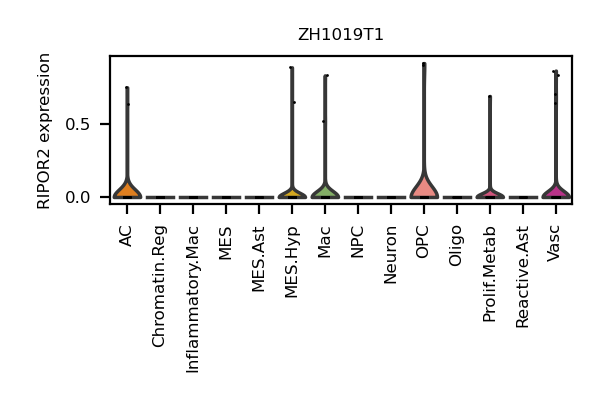 ZH1019T1
RIPOR2 expression
0.5
0.0
AC
Chromatin.Reg
Inflammatory.Mac
MES
MES.Ast
MES.Hyp
Mac
NPC
Neuron
OPC
Oligo
Prolif.Metab
Reactive.Ast
Vasc